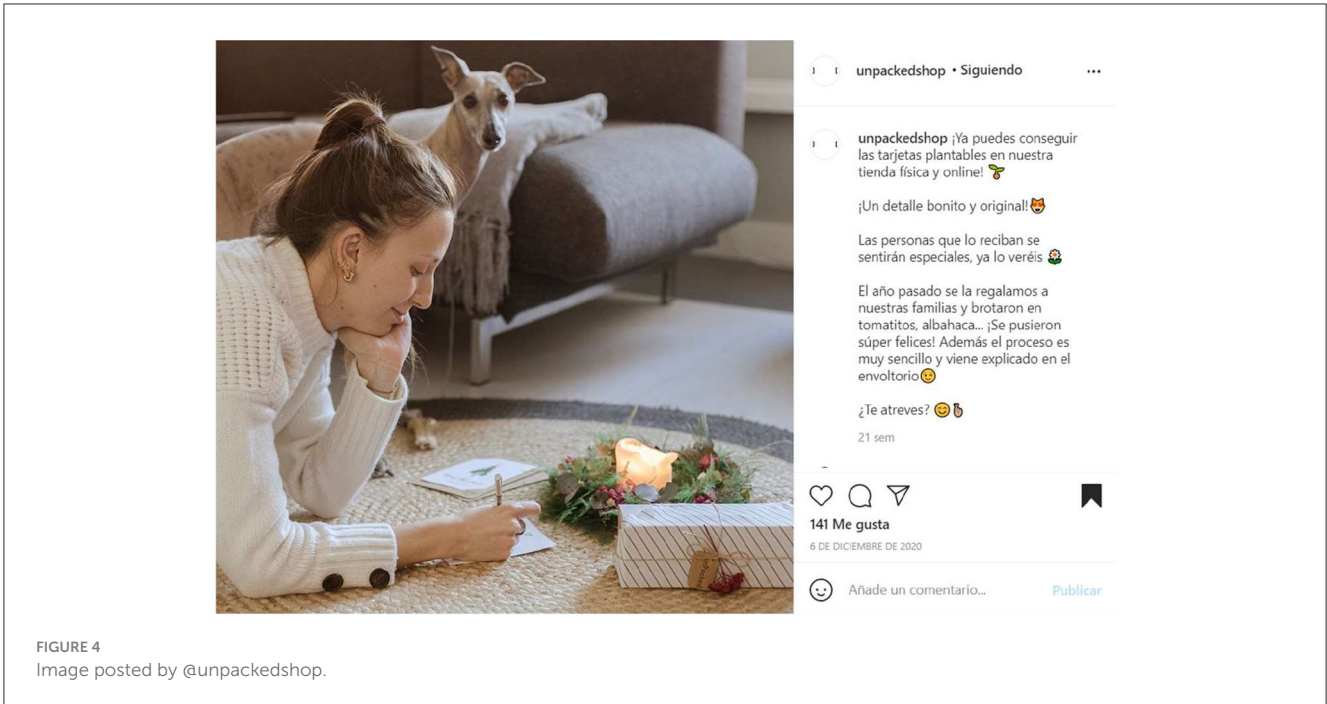 unpackedshop • Siguiendo
unpackedshop ¡Ya puedes conseguir
las tarjetas plantables en nuestra
tienda física y online! 🌱
¡Un detalle bonito y original!😻
Las personas que lo reciban se
sentirán especiales, ya lo veréis 🌼
El año pasado se la regalamos a
nuestras familias y brotaron en
tomatitos, albahaca... ¡Se pusieron
súper felices! Además el proceso es
muy sencillo y viene explicado en el
envoltorio🙂
¿Te atreves? 😊🫰
21 sem
141 Me gusta
6 DE DICIEMBRE DE 2020
Añade un comentario... Publicar
FIGURE 4
Image posted by @unpackedshop.